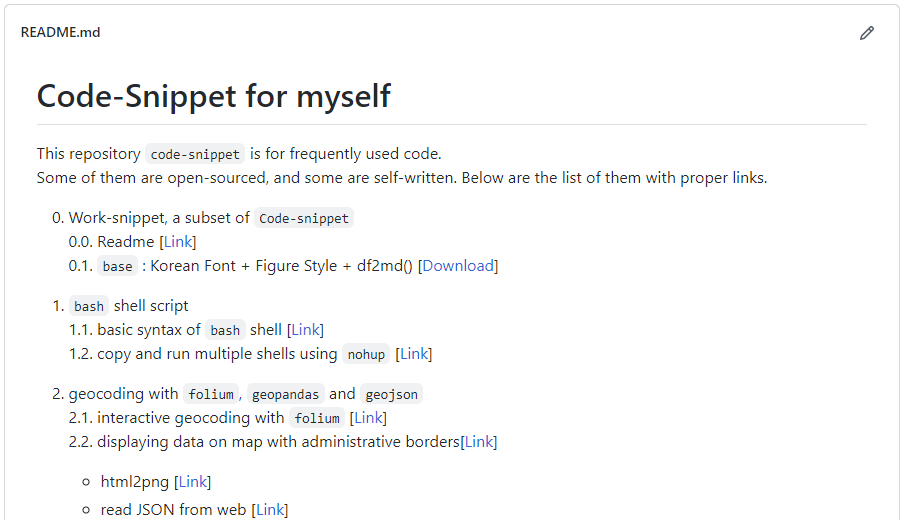 README.md
Code-Snippet for myself
This repository code-snippet is for frequently used code.
Some of them are open-sourced, and some are self-written. Below are the list of them with proper links.
0. Work-snippet, a subset of Code-snippet
0.0. Readme [Link]
0.1. base : Korean Font + Figure Style + df2md() [Download]
1. bash shell script
1.1. basic syntax of bash shell [Link]
1.2. copy and run multiple shells using nohup [Link]
2. geocoding with folium, geopandas and geojson
2.1. interactive geocoding with folium [Link]
2.2. displaying data on map with administrative borders[Link]
html2png [Link]
read JSON from web [Link]